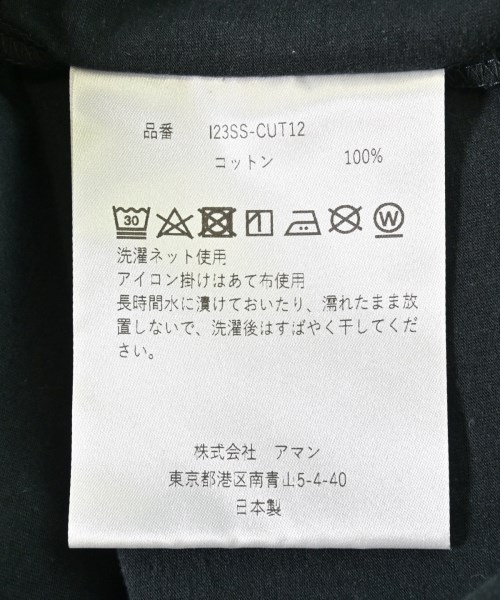 品番 I23SS-CUT12
コットン 100%
30 W
洗濯ネット使用
アイロン掛けはあて布使用
長時間水に漬けておいたり、濡れたまま放
置しないで、洗濯後はすばやく干してくだ
さい。
株式会社 アマン
東京都港区南青山5-4-40
日本製